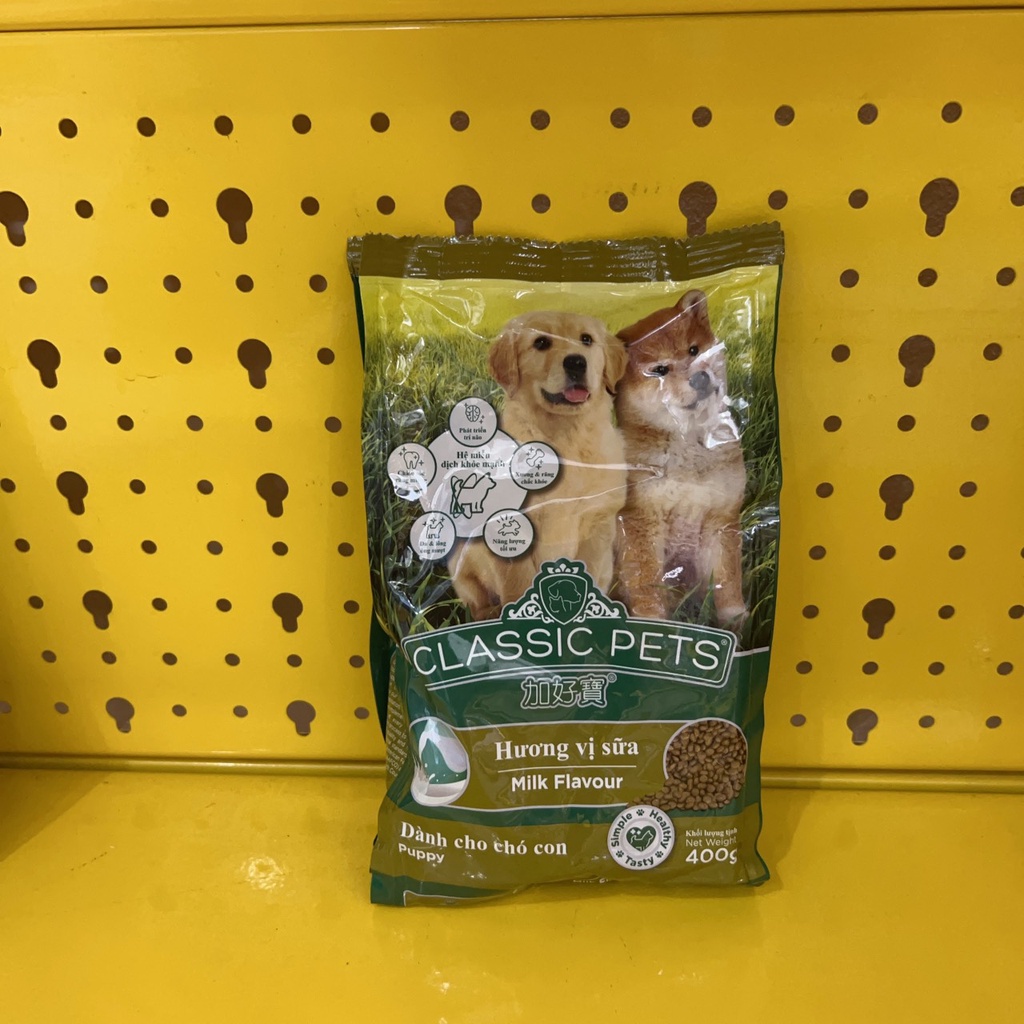 Phát triển
trí não
Hệ miễn
dịch khỏe mạnh
Xương & răng
chắc khỏe
Năng lượng
tối ưu
CLASSIC PETS®
加好寶®
Hương vị sữa
Milk Flavour
Dành cho chó con
Puppy
Simple Healthy Tasty
Khối lượng tịnh
Net Weight
400g